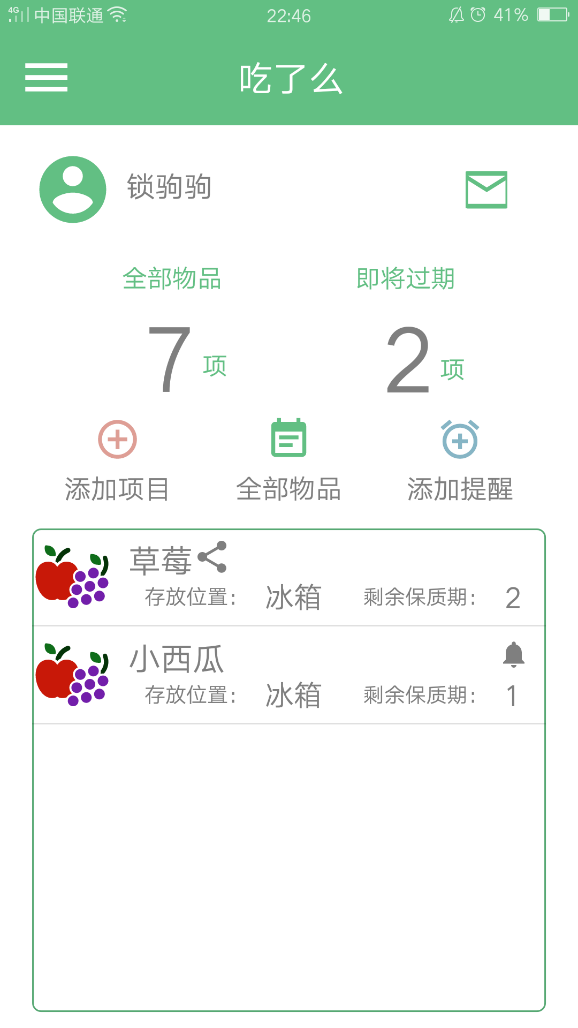 4G 中国联通 22:46 41%
吃了么
锁驹驹
全部物品 即将过期
7 项 2 项
添加项目 全部物品 添加提醒
草莓
存放位置： 冰箱 剩余保质期： 2
小西瓜
存放位置： 冰箱 剩余保质期： 1